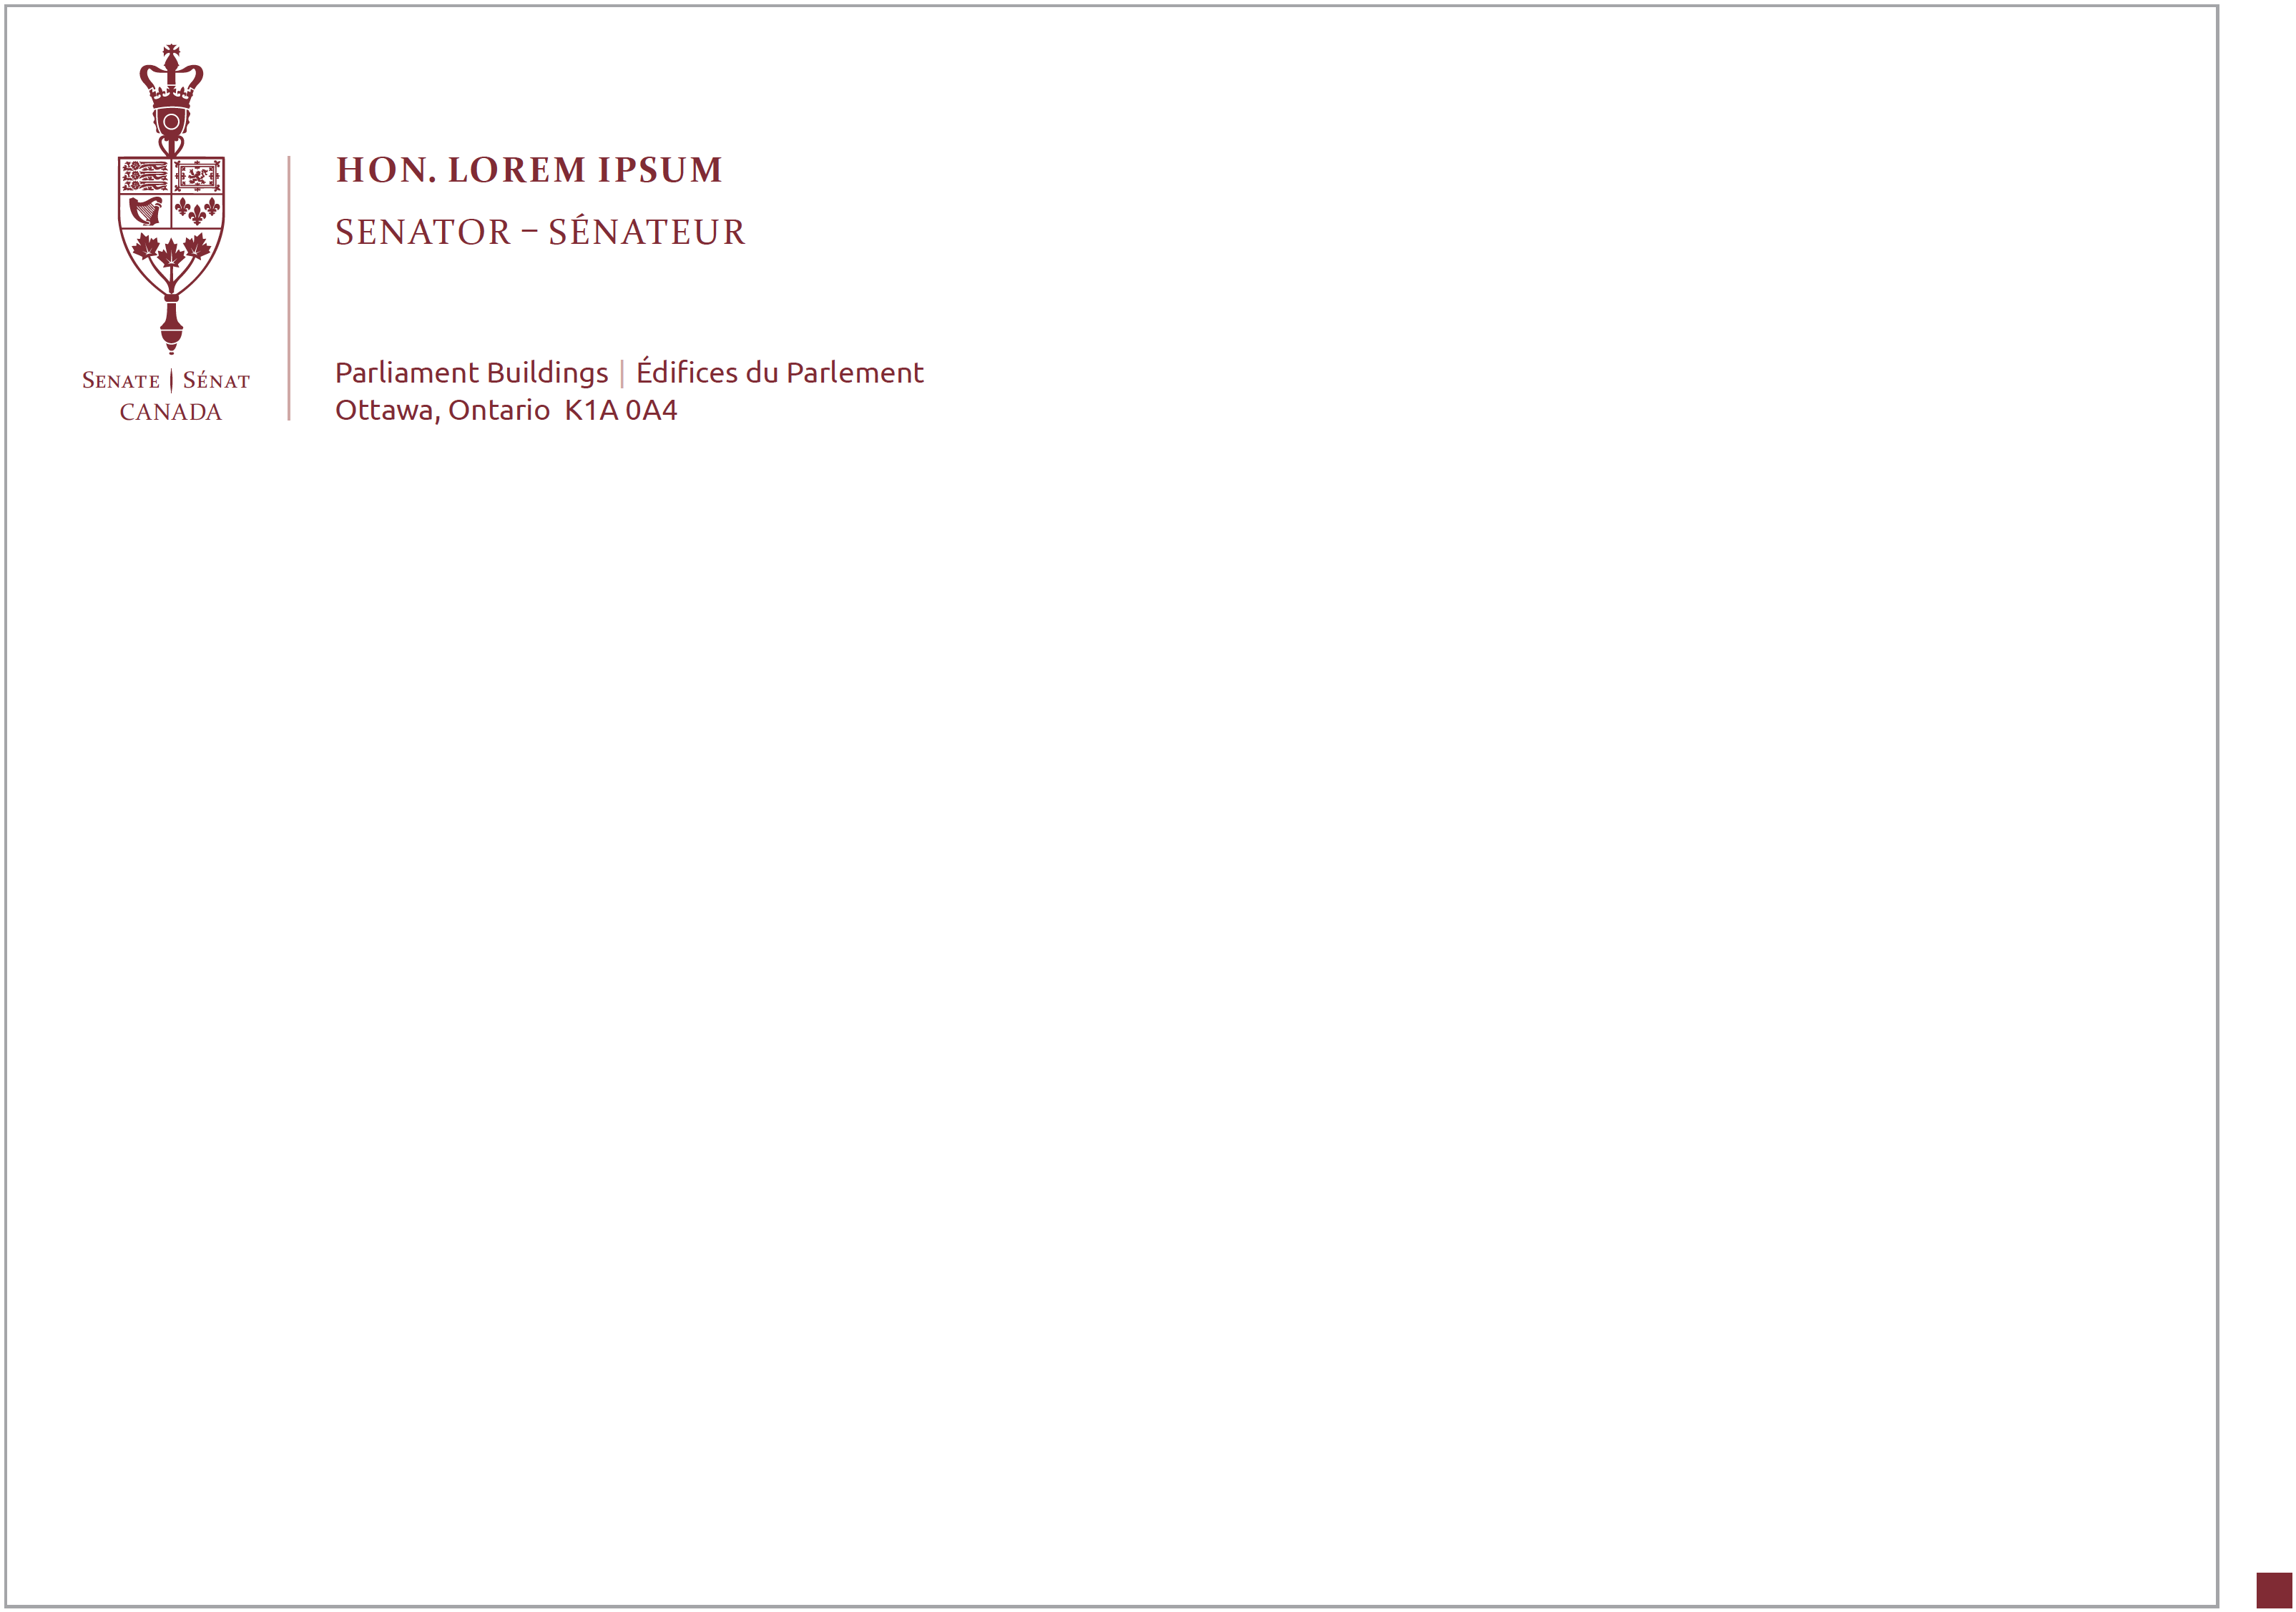 SENATE | SÉNAT
CANADA
HON. LOREM IPSUM
SENATOR – SÉNATEUR
Parliament Buildings | Édifices du Parlement
Ottawa, Ontario  K1A 0A4